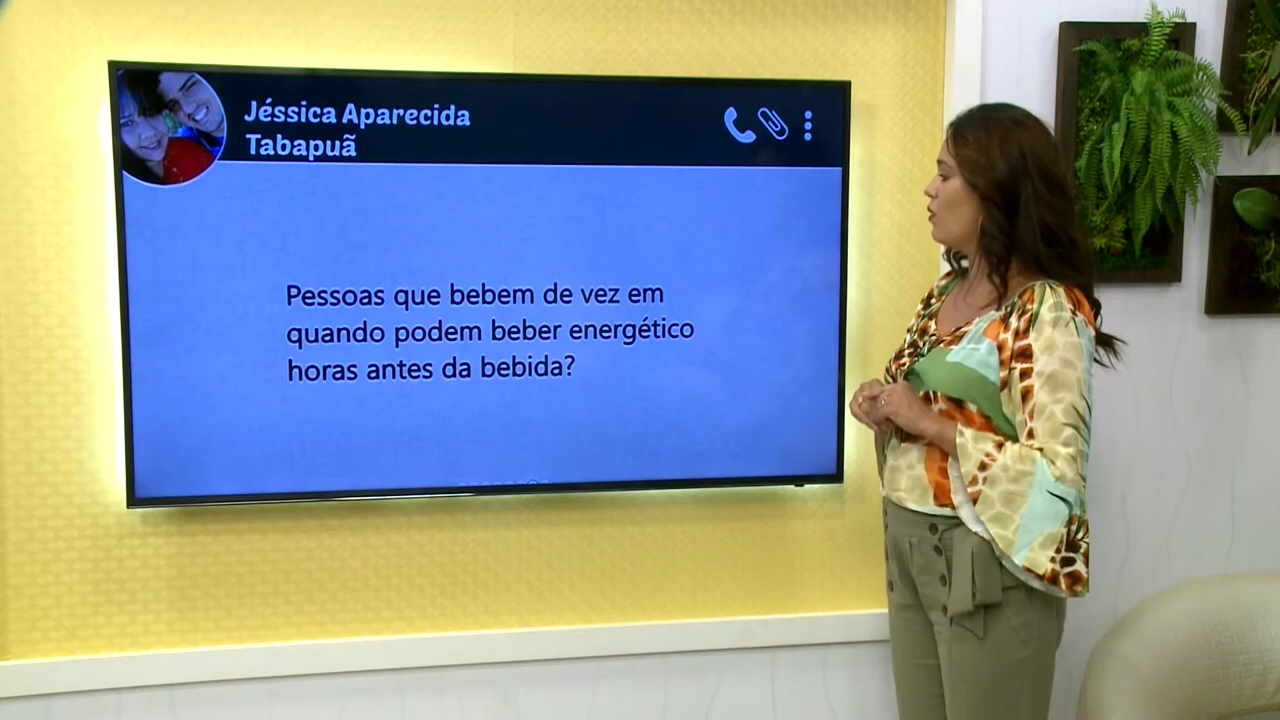 Jéssica Aparecida
Tabapuã
Pessoas que bebem de vez em
quando podem beber energético
horas antes da bebida?